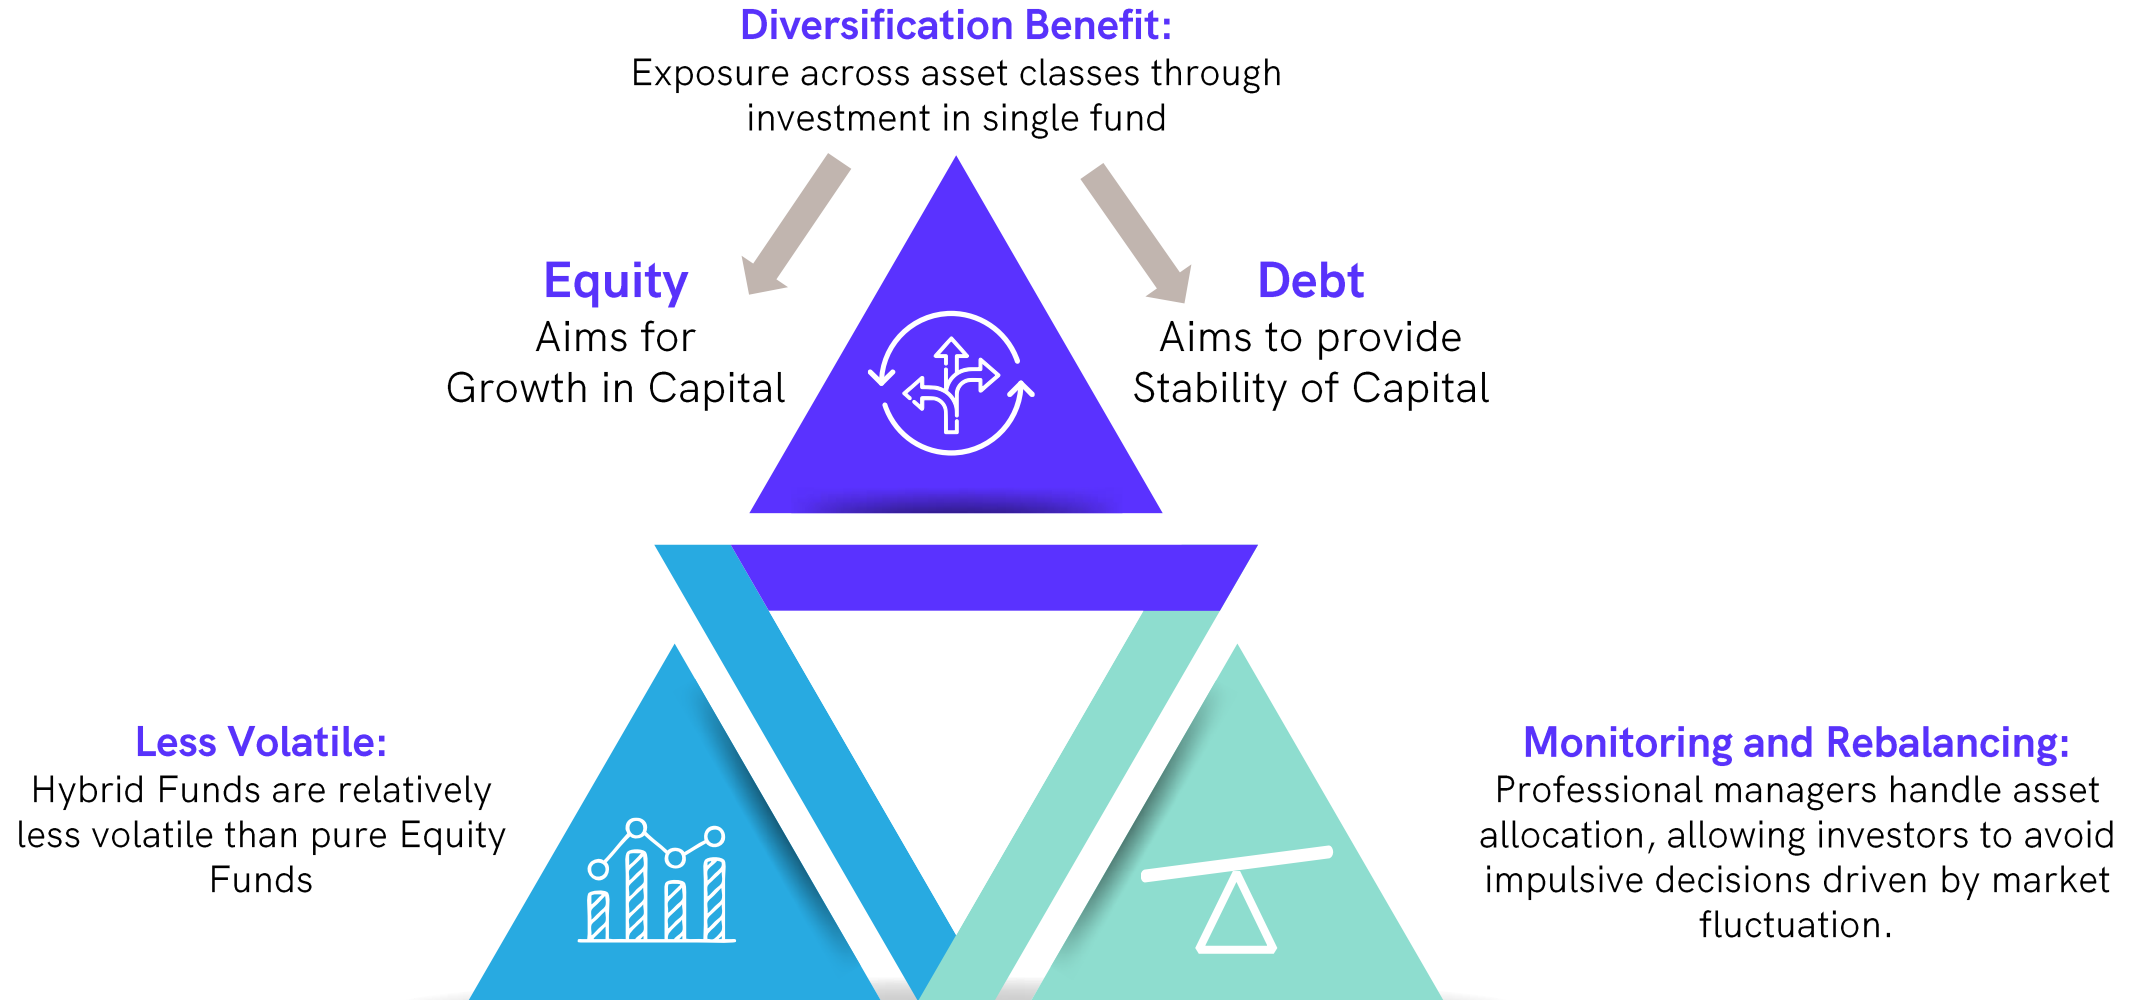 Diversification Benefit:
Exposure across asset classes through
investment in single fund
Equity
Aims for
Growth in Capital
Debt
Aims to provide
Stability of Capital
Less Volatile:
Hybrid Funds are relatively
less volatile than pure Equity
Funds
Monitoring and Rebalancing:
Professional managers handle asset
allocation, allowing investors to avoid
impulsive decisions driven by market
fluctuation.